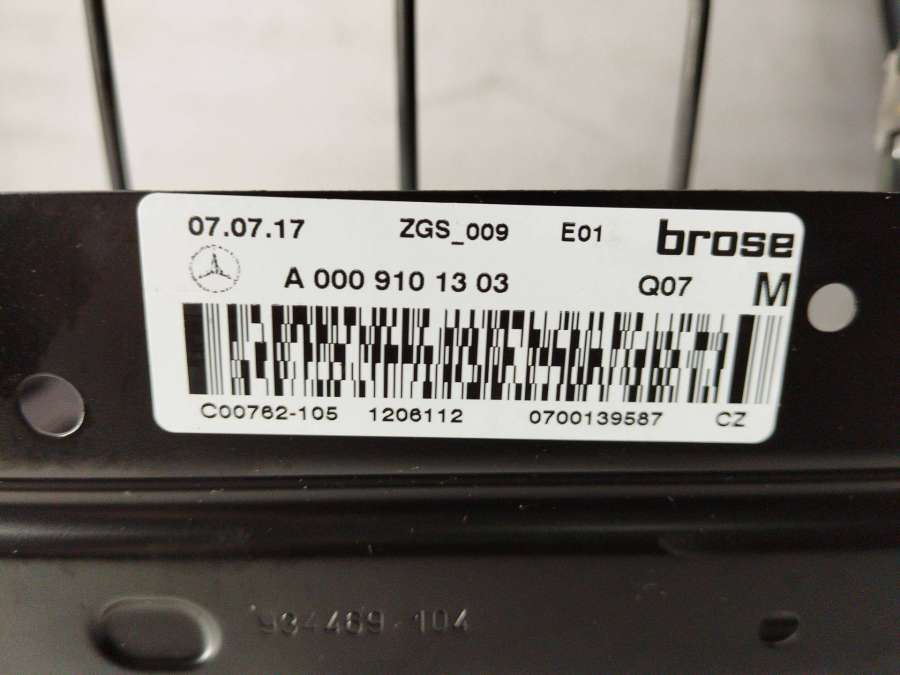 07.07.17 ZGS_009 E01 brose
A 000 910 13 03 Q07 M
C00762-105 1206112 0700139587 CZ
934469-104